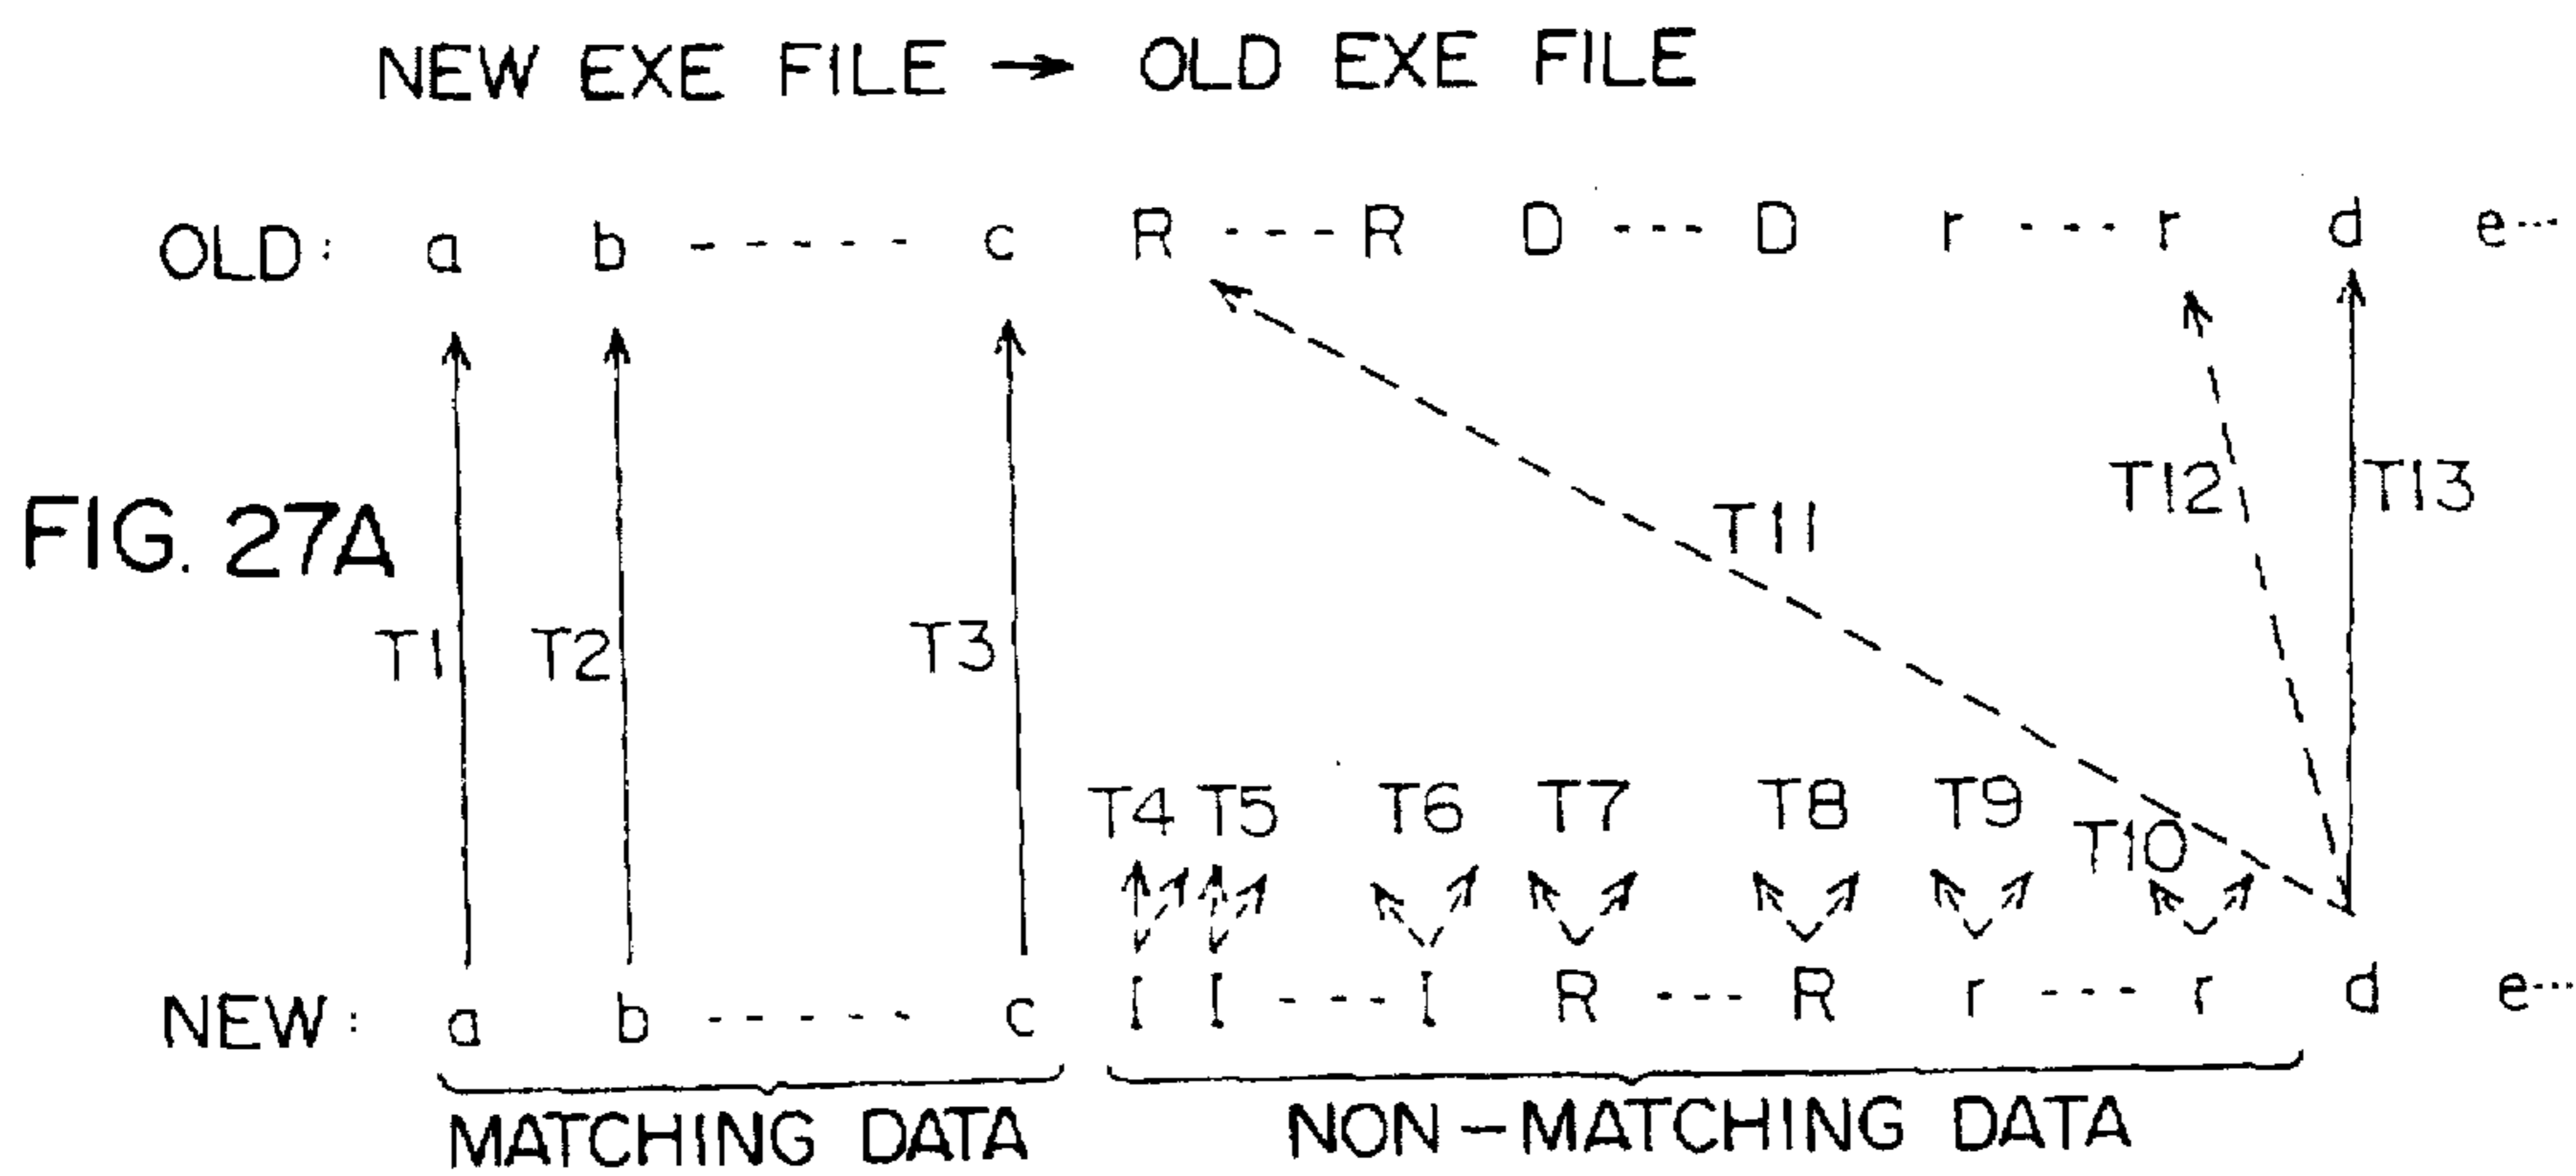 NEW EXE FILE → OLD EXE FILE
OLD: a b - - - - - - c R - - - R D - - - D r - - - r d e---
FIG. 27A
T1 T2 T3 T11 T12 T13
T4 T5 T6 T7 T8 T9 T10
NEW: a b - - - - - - c I I - - - I R - - - R r - - - r d e---
MATCHING DATA NON-MATCHING DATA